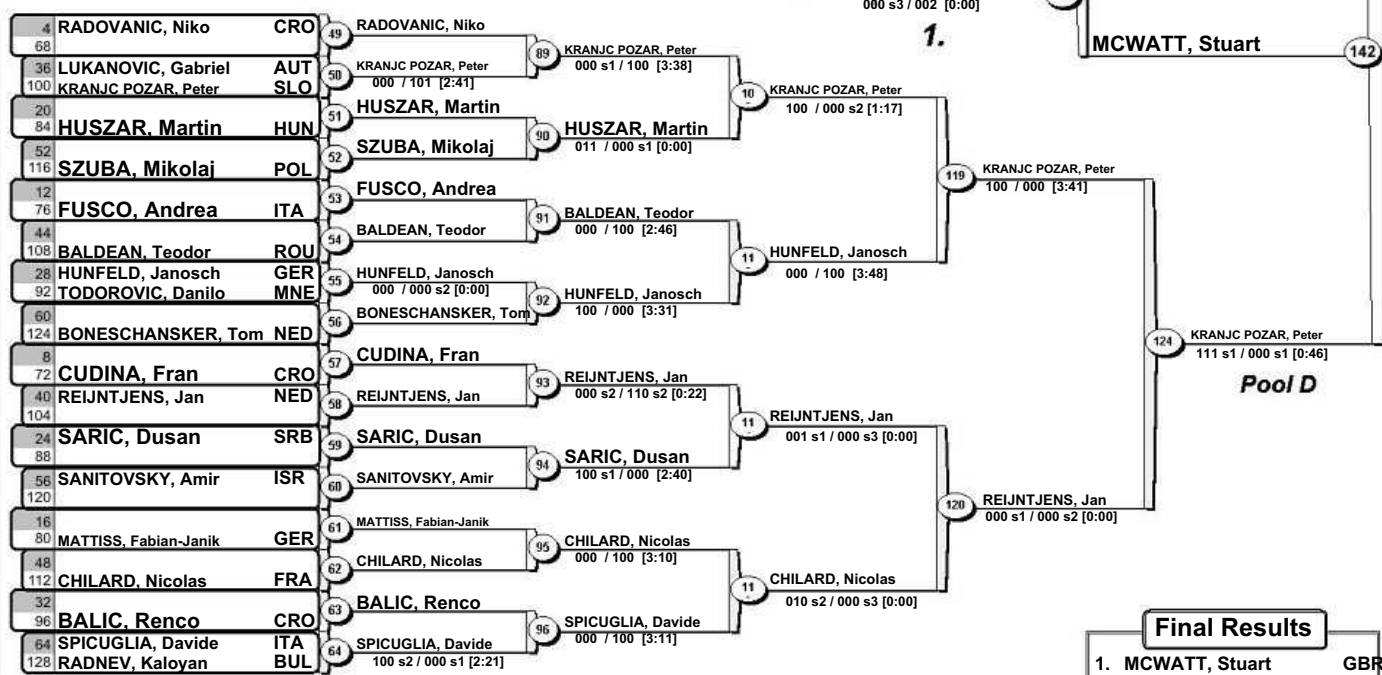 000 s3 / 002 [0:00]
1.
MCWATT, Stuart
142
4 RADOVANIC, Niko CRO
68
36 LUKANOVIC, Gabriel AUT
100 KRANJC POZAR, Peter SLO
20
84 HUSZAR, Martin HUN
52
116 SZUBA, Mikolaj POL
12
76 FUSCO, Andrea ITA
44
108 BALDEAN, Teodor ROU
28 HUNFELD, Janosch GER
92 TODOROVIC, Danilo MNE
60
124 BONESCHANSKER, Tom NED
8
72 CUDINA, Fran CRO
40 REIJNTJENS, Jan NED
104
24 SARIC, Dusan SRB
88
56 SANITOVSKY, Amir ISR
120
16
80 MATTISS, Fabian-Janik GER
48
112 CHILARD, Nicolas FRA
32
96 BALIC, Renco CRO
64 SPICUGLIA, Davide ITA
128 RADNEV, Kaloyan BUL
49 RADOVANIC, Niko
50 KRANJC POZAR, Peter
000 / 101 [2:41]
51 HUSZAR, Martin
52 SZUBA, Mikolaj
53 FUSCO, Andrea
54 BALDEAN, Teodor
55 HUNFELD, Janosch
000 / 000 s2 [0:00]
56 BONESCHANSKER, Tom
57 CUDINA, Fran
58 REIJNTJENS, Jan
59 SARIC, Dusan
60 SANITOVSKY, Amir
61 MATTISS, Fabian-Janik
62 CHILARD, Nicolas
63 BALIC, Renco
64 SPICUGLIA, Davide
100 s2 / 000 s1 [2:21]
89 KRANJC POZAR, Peter
000 s1 / 100 [3:38]
90 HUSZAR, Martin
011 / 000 s1 [0:00]
91 BALDEAN, Teodor
000 / 100 [2:46]
92 HUNFELD, Janosch
100 / 000 [3:31]
93 REIJNTJENS, Jan
000 s2 / 110 s2 [0:22]
94 SARIC, Dusan
100 s1 / 000 [2:40]
95 CHILARD, Nicolas
000 / 100 [3:10]
96 SPICUGLIA, Davide
000 / 100 [3:11]
10 KRANJC POZAR, Peter
100 / 000 s2 [1:17]
11 HUNFELD, Janosch
000 / 100 [3:48]
11 REIJNTJENS, Jan
001 s1 / 000 s3 [0:00]
11 CHILARD, Nicolas
010 s2 / 000 s3 [0:00]
119 KRANJC POZAR, Peter
100 / 000 [3:41]
120 REIJNTJENS, Jan
000 s1 / 000 s2 [0:00]
124 KRANJC POZAR, Peter
111 s1 / 000 s1 [0:46]
Pool D
Final Results
1. MCWATT, Stuart GBR